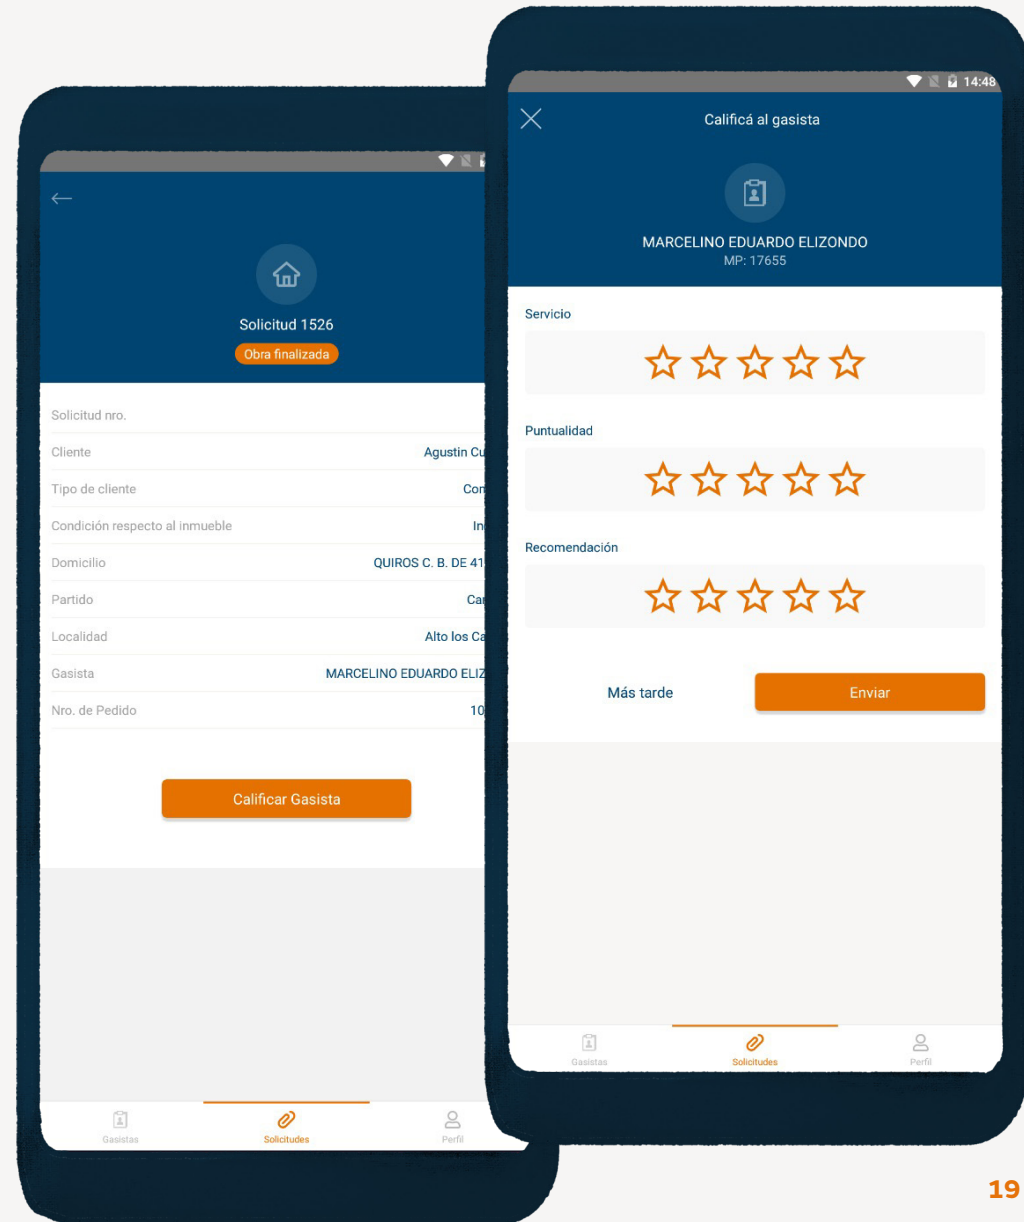 Solicitud 1526
Obra finalizada
Solicitud nro.
Cliente Agustin
Tipo de cliente
Condición respecto al inmueble
Domicilio QUIROS C. B. DE
Partido
Localidad Alto los
Gasista MARCELINO EDUARDO
Nro. de Pedido
Calificar Gasista
Gasistas
Solicitudes
Perfil
14:48
Calificá al gasista
MARCELINO EDUARDO ELIZONDO
MP: 17655
Servicio
Puntualidad
Recomendación
Más tarde
Enviar
Gasistas
Solicitudes
Perfil
19